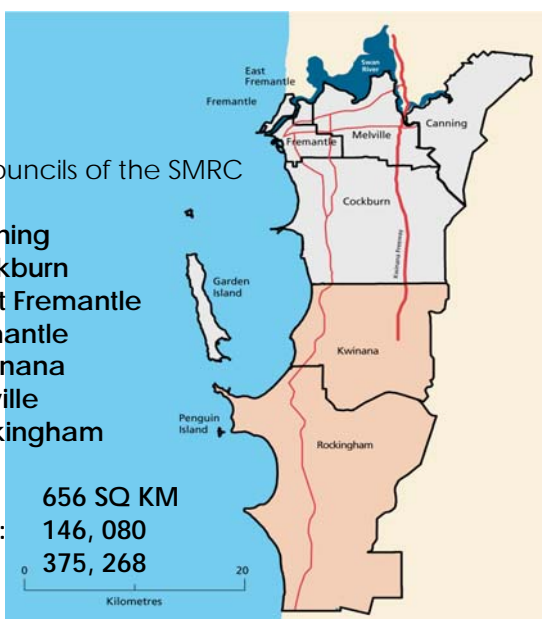 Swan
River
East
Fremantle
Fremantle
Canning
Melville
Fremantle
ouncils of the SMRC
Cockburn
ning
kburn
Kwinana Freeway
t Fremantle
Garden
Island
mantle
nana
Kwinana
ville
Penguin
Island
kingham
Rockingham
656 SQ KM
: 146, 080
375, 268
0 20
Kilometres